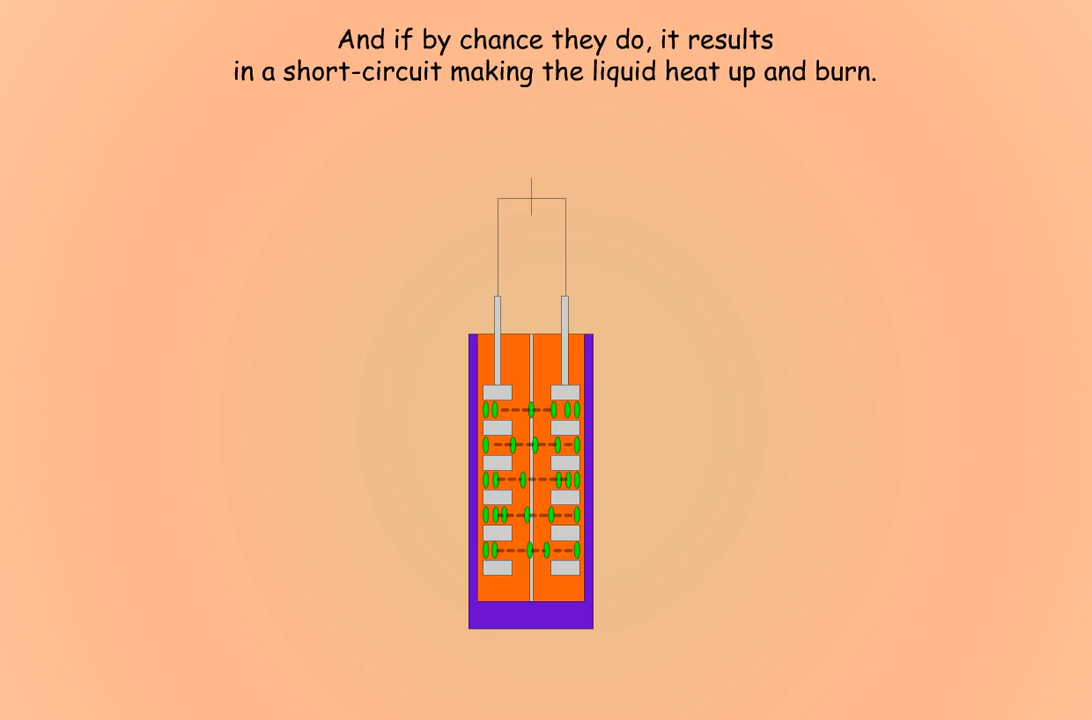 And if by chance they do, it results
in a short-circuit making the liquid heat up and burn.